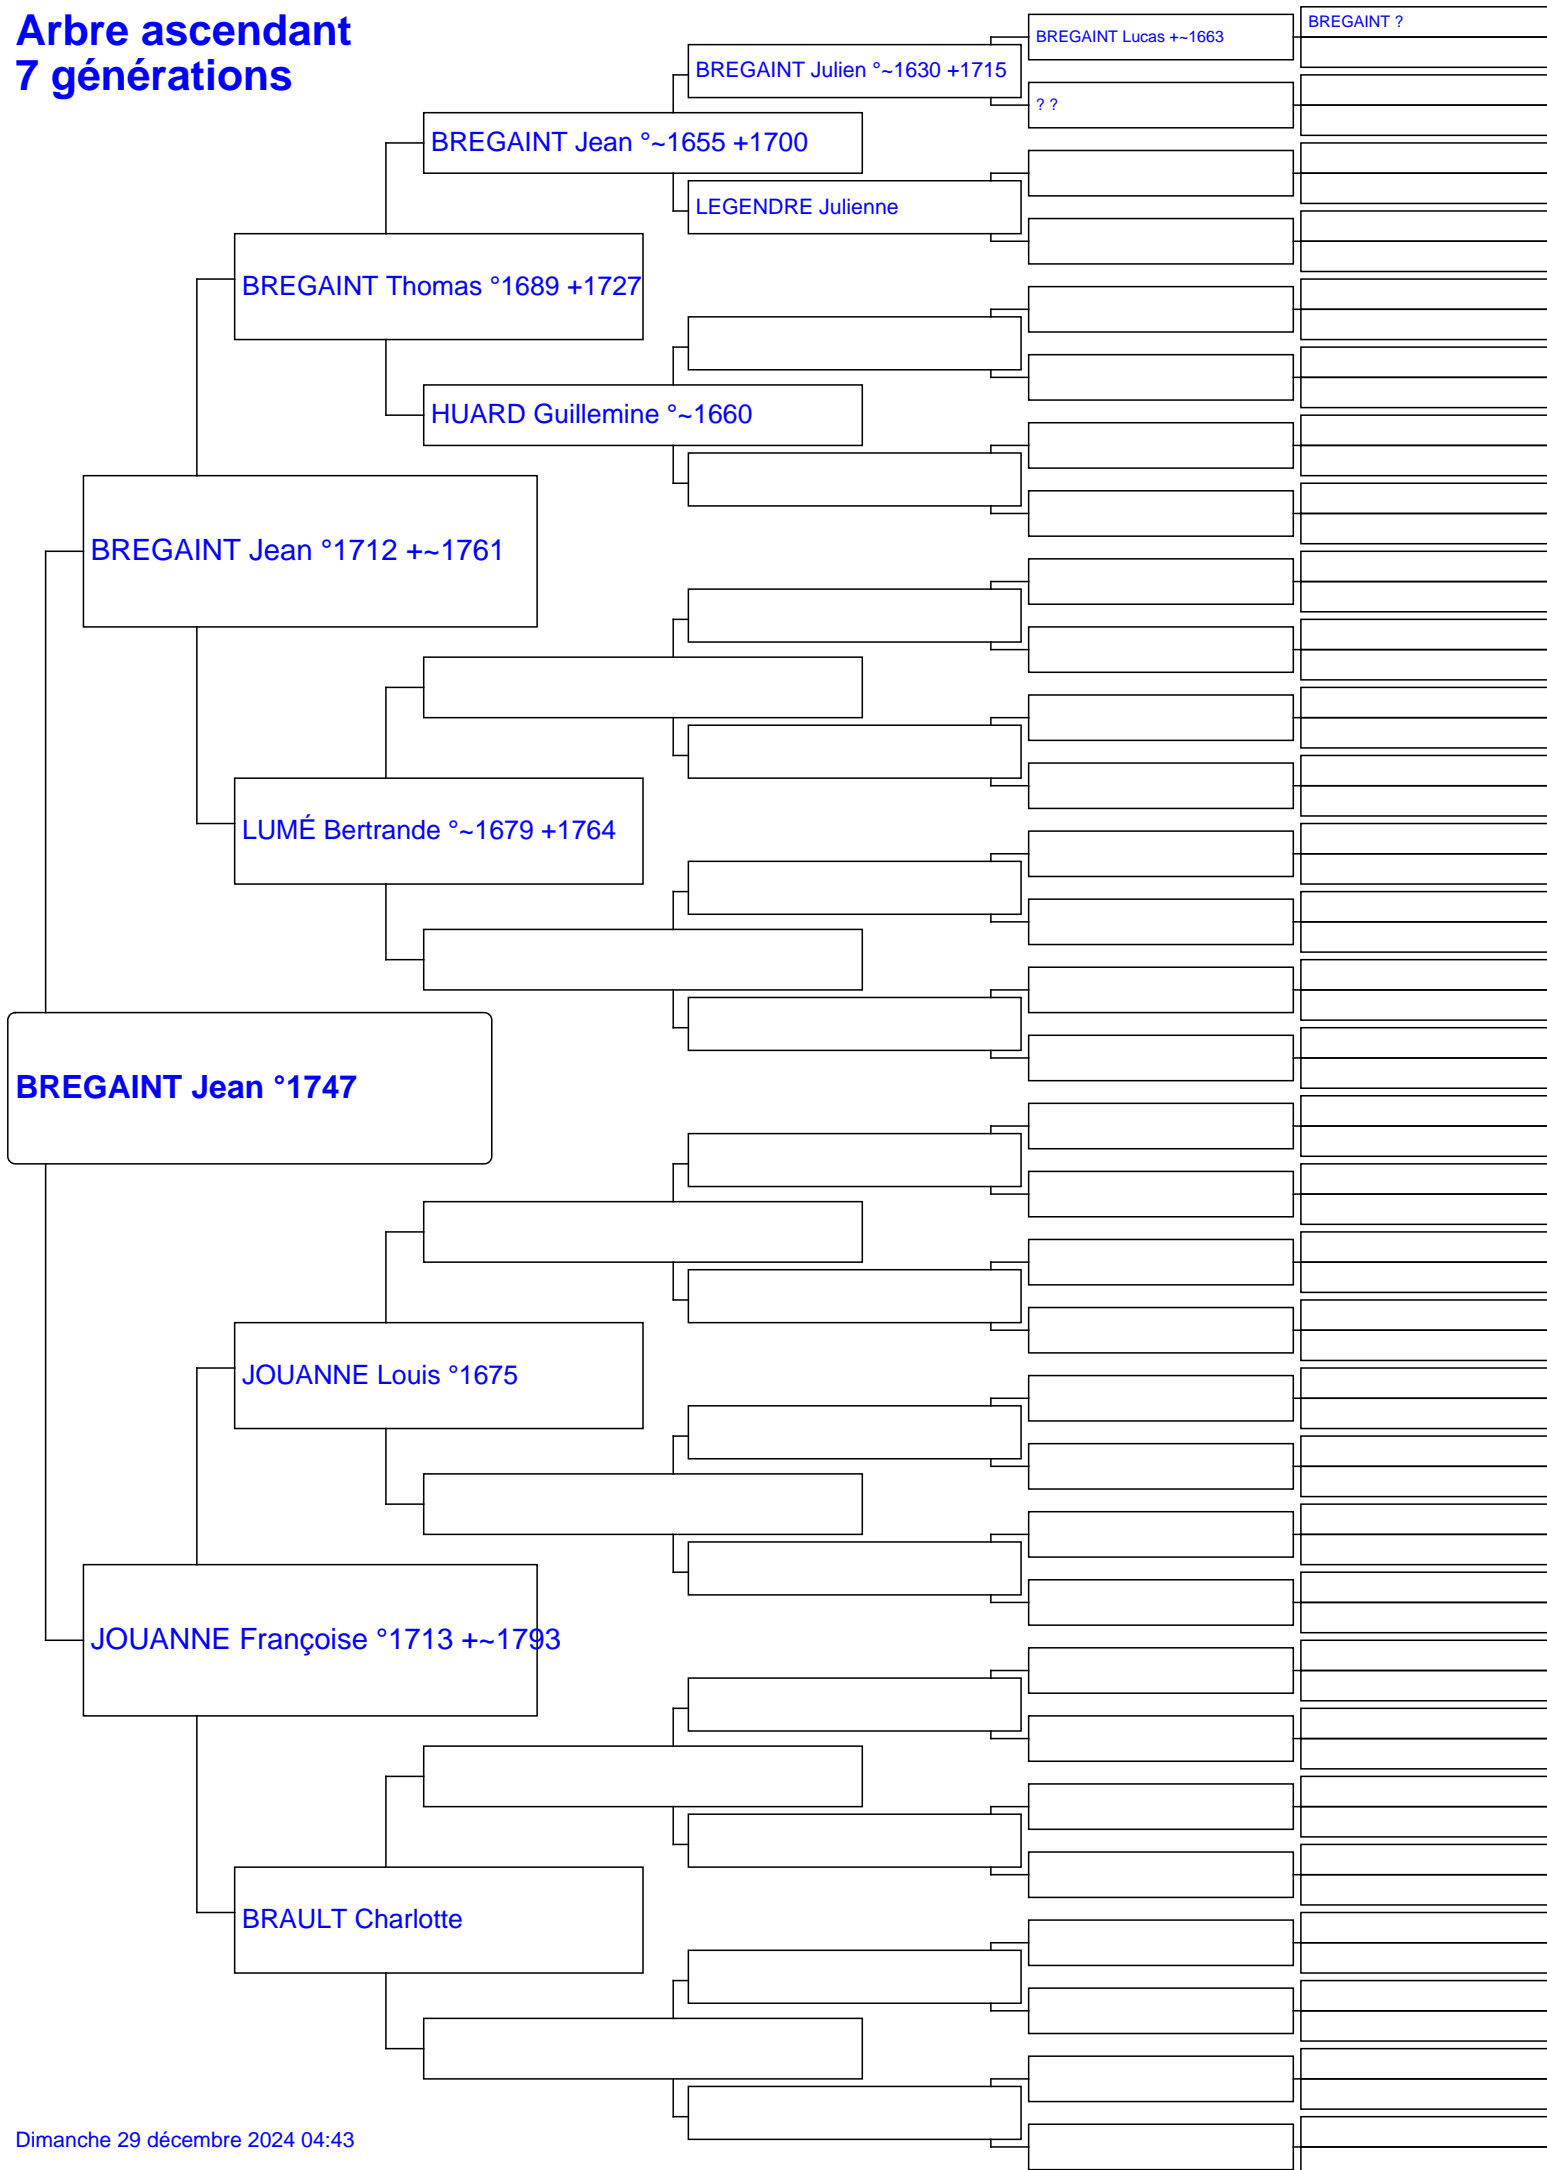 Arbre ascendant
7 générations
BREGAINT ?
BREGAINT Lucas +~1663
BREGAINT Julien °~1630 +1715
? ?
BREGAINT Jean °~1655 +1700
LEGENDRE Julienne
BREGAINT Thomas °1689 +1727
HUARD Guillemine °~1660
BREGAINT Jean °1712 +~1761
LUMÉ Bertrande °~1679 +1764
BREGAINT Jean °1747
JOUANNE Louis °1675
JOUANNE Françoise °1713 +~1793
BRAULT Charlotte
Dimanche 29 décembre 2024 04:43